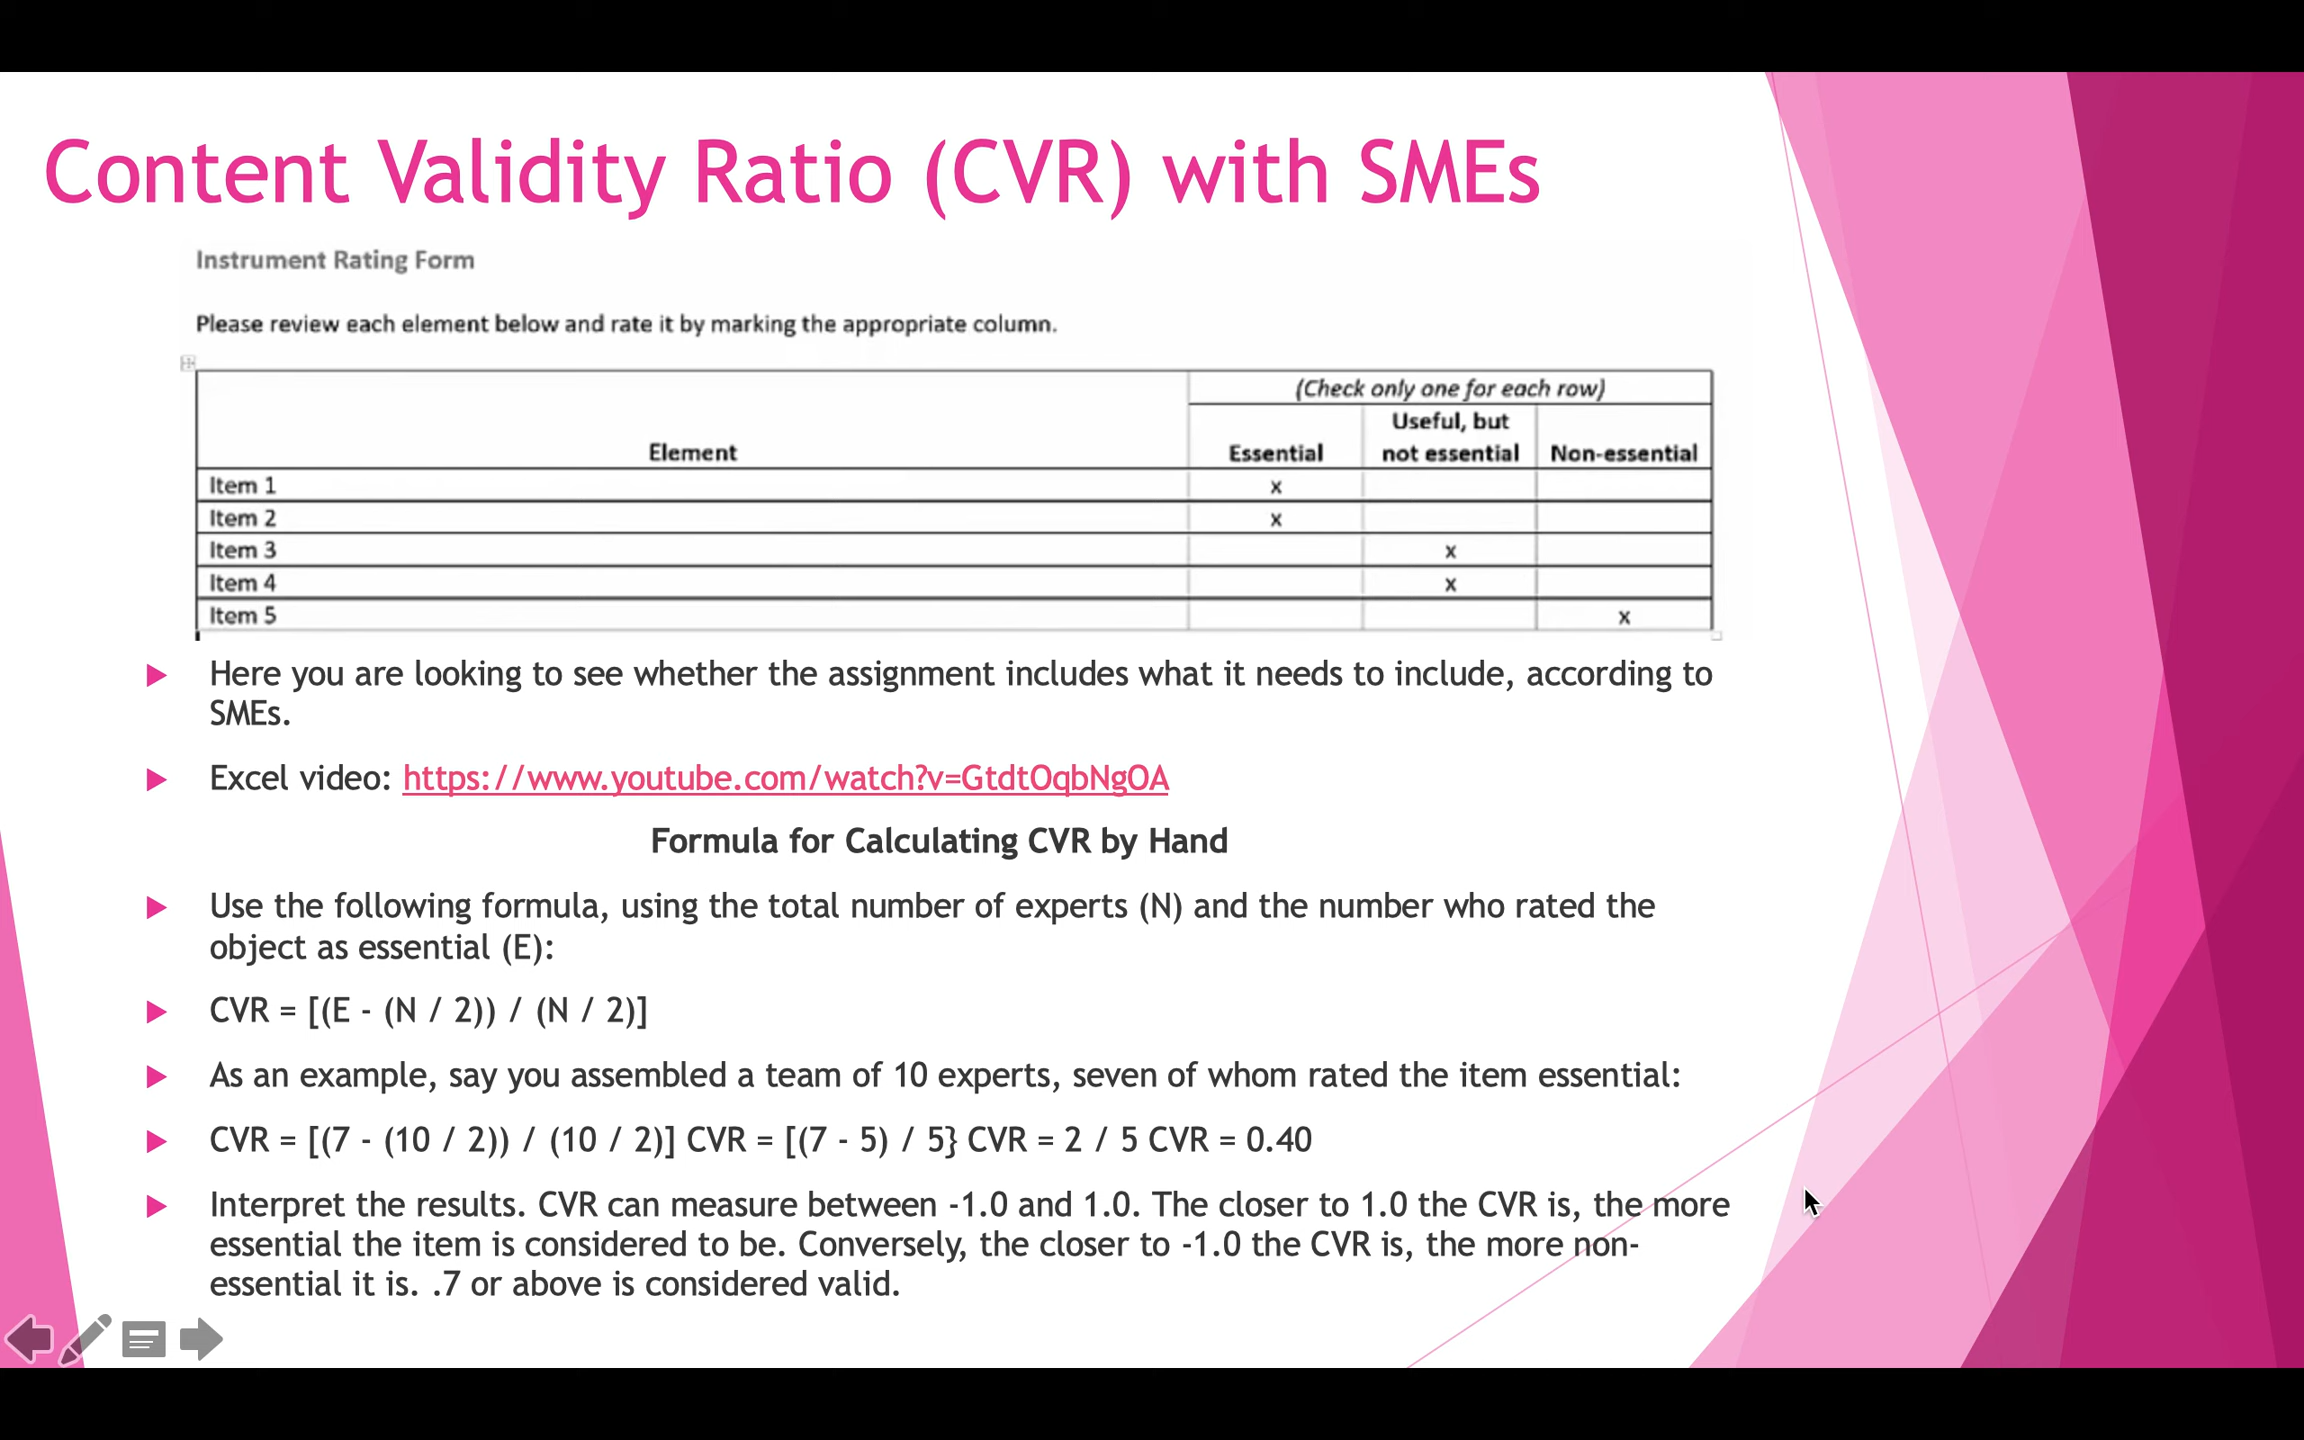 Content Validity Ratio (CVR) with SMEs
Instrument Rating Form
Please review each element below and rate it by marking the appropriate column.
(Check only one for each row)
Element Essential Useful, but not essential Non-essential
Item 1 x
Item 2 x
Item 3 x
Item 4 x
Item 5 x
Here you are looking to see whether the assignment includes what it needs to include, according to
SMEs.
Excel video: https://www.youtube.com/watch?v=GtdtOqbNgOA
Formula for Calculating CVR by Hand
Use the following formula, using the total number of experts (N) and the number who rated the
object as essential (E):
CVR = [(E - (N / 2)) / (N / 2)]
As an example, say you assembled a team of 10 experts, seven of whom rated the item essential:
CVR = [(7 - (10 / 2)) / (10 / 2)] CVR = [(7 - 5) / 5} CVR = 2 / 5 CVR = 0.40
Interpret the results. CVR can measure between -1.0 and 1.0. The closer to 1.0 the CVR is, the more
essential the item is considered to be. Conversely, the closer to -1.0 the CVR is, the more non-
essential it is. .7 or above is considered valid.